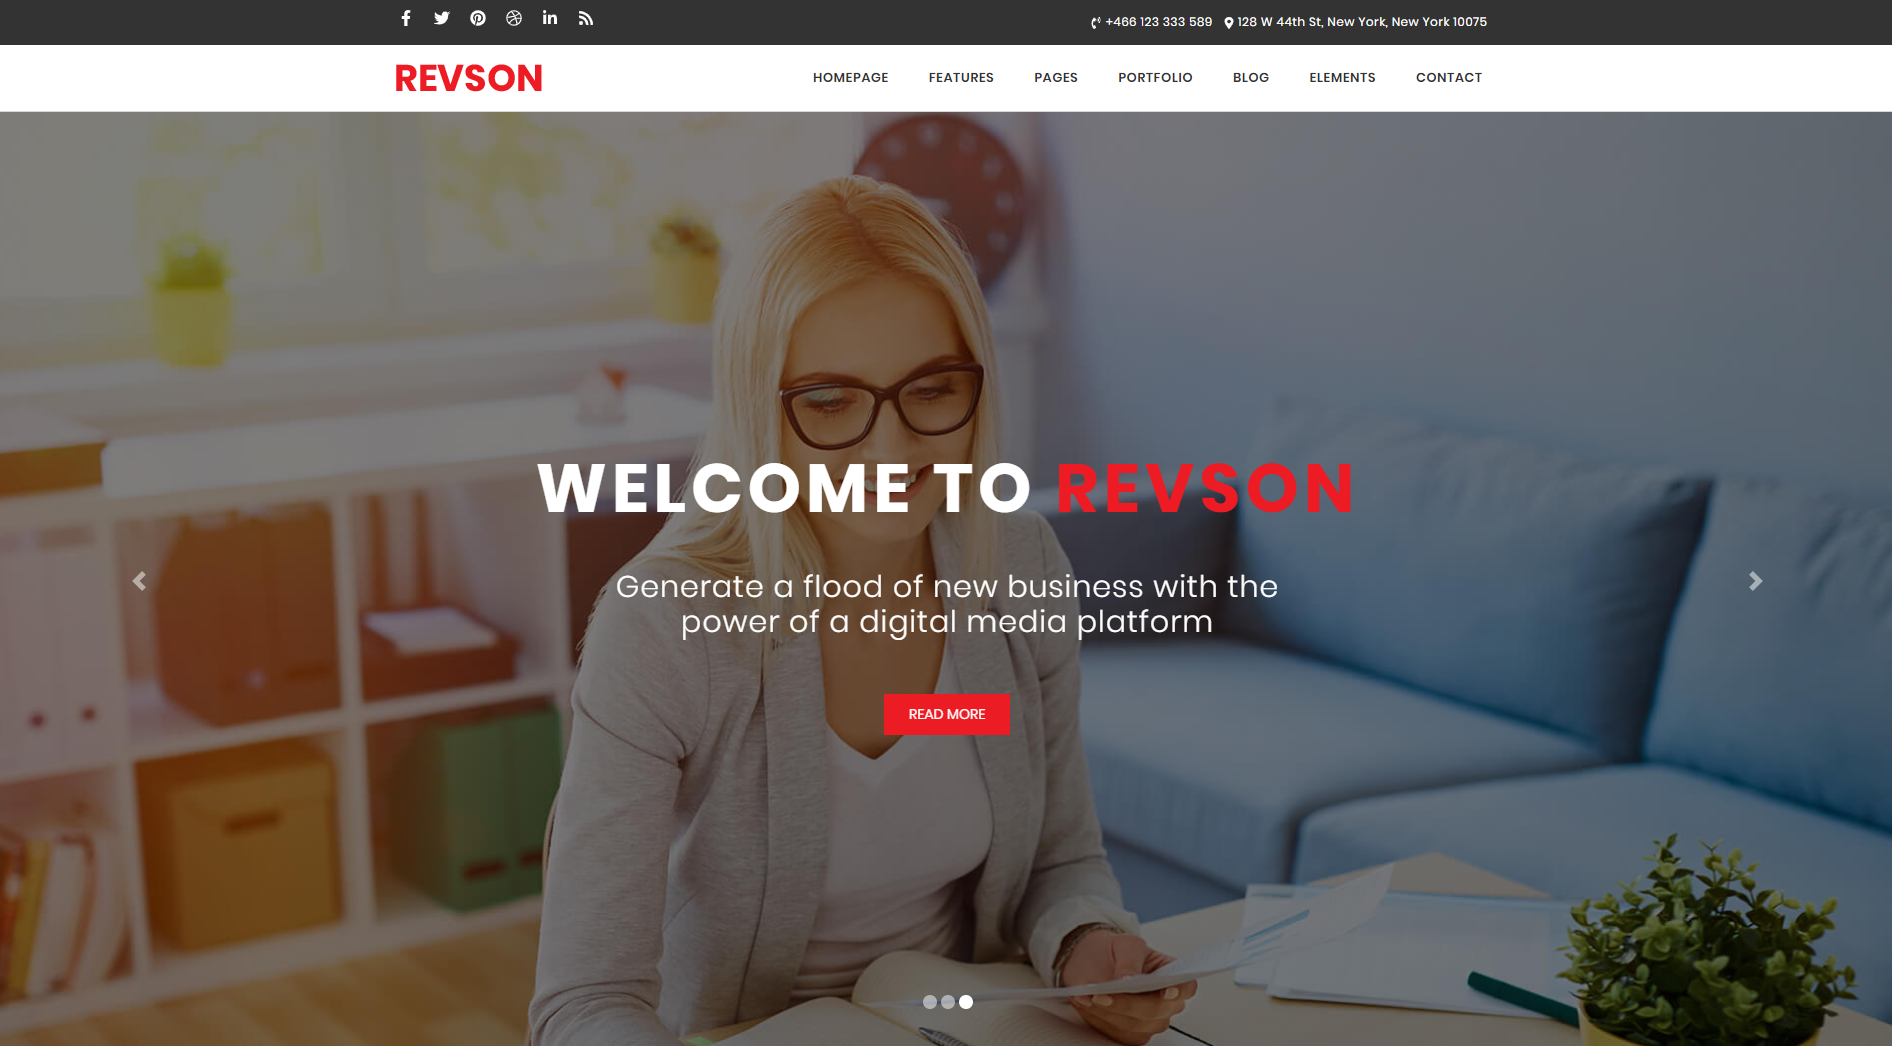 +466 123 333 589 128 W 44th St, New York, New York 10075
REVSON HOMEPAGE FEATURES PAGES PORTFOLIO BLOG ELEMENTS CONTACT
WELCOME TO REVSON
Generate a flood of new business with the
power of a digital media platform
READ MORE